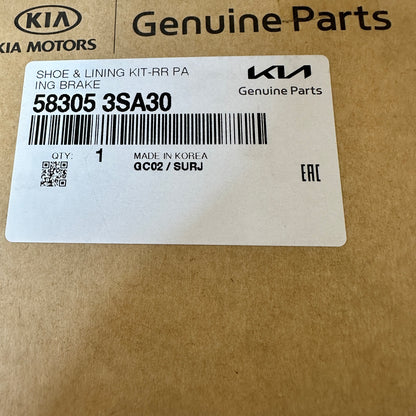 KIA
KIA MOTORS
Genuine Parts
SHOE & LINING KIT-RR PA
ING BRAKE
KIA
Genuine Parts
58305 3SA30
QTY: 1
MADE IN KOREA
GC02 / SURJ
EAC